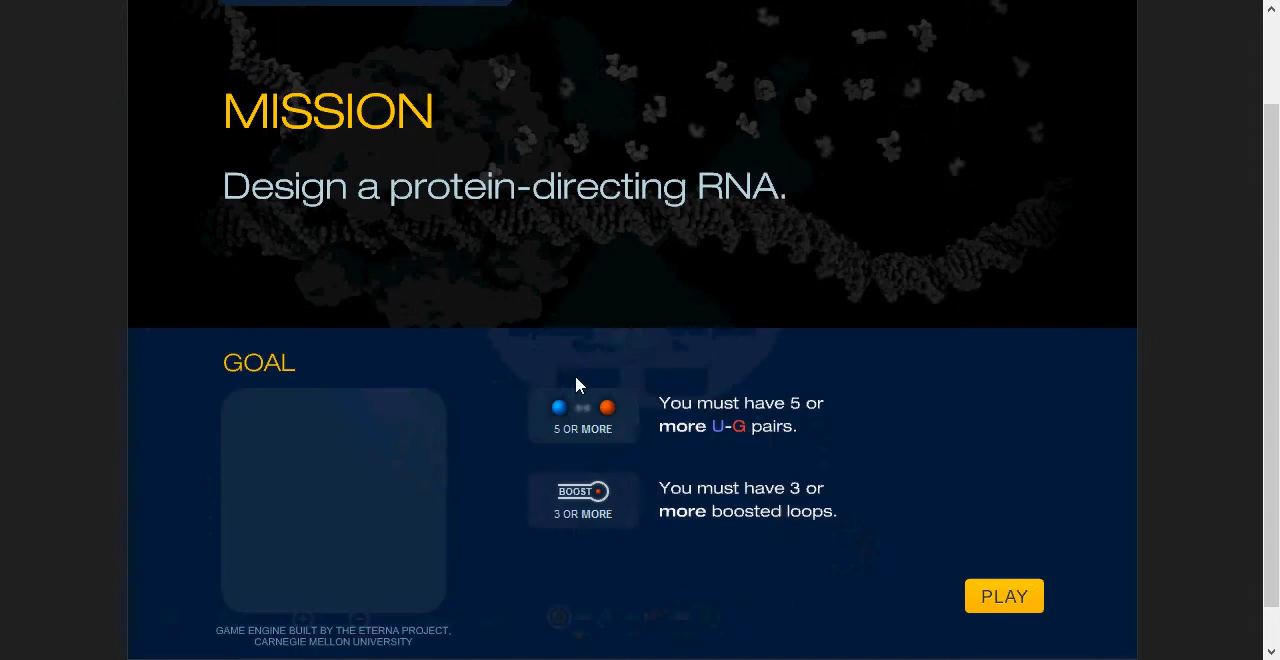 MISSION
Design a protein-directing RNA.
GOAL
5 OR MORE
You must have 5 or
more U-G pairs.
BOOST
3 OR MORE
You must have 3 or
more boosted loops.
PLAY
GAME ENGINE BUILT BY THE ETERNA PROJECT,
CARNEGIE MELLON UNIVERSITY